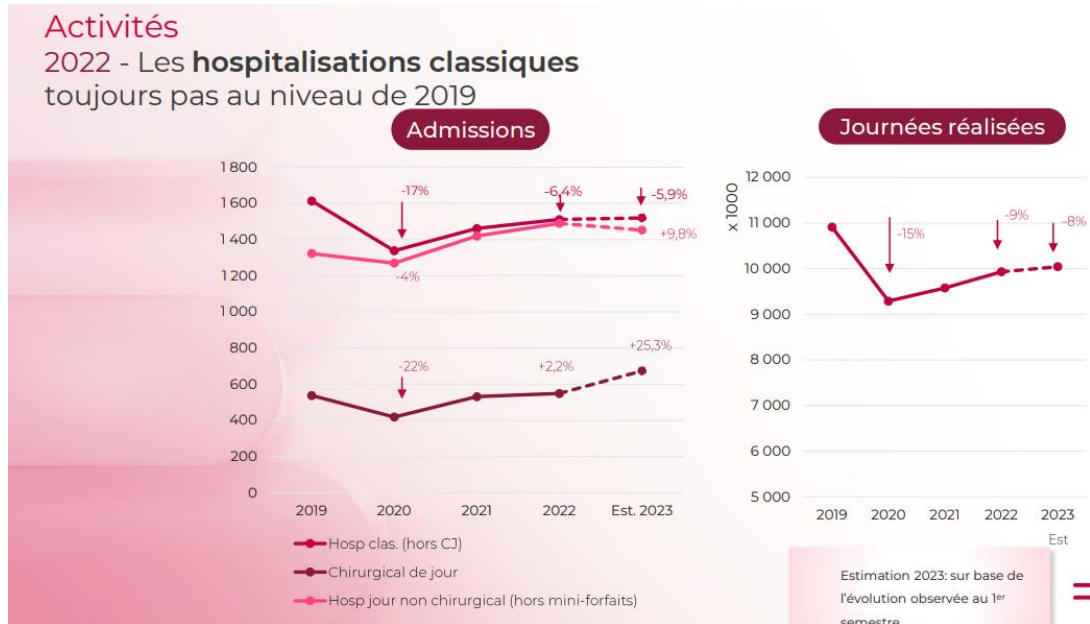 Activités
2022 - Les hospitalisations classiques
toujours pas au niveau de 2019
Admissions
1 800
1 600
1 400
1 200
1 000
800
600
400
200
0
-17%
-6,4%
-5,9%
+9,8%
-4%
-22%
+2,2%
+25,3%
2019 2020 2021 2022 Est. 2023
Hosp clas. (hors CJ)
Chirurgical de jour
Hosp jour non chirurgical (hors mini-forfaits)
Journées réalisées
x 1000
12 000
11 000
10 000
9 000
8 000
7 000
6 000
5 000
-15%
-9%
-8%
2019 2020 2021 2022 2023
Est
Estimation 2023: sur base de
l'évolution observée au 1er
semestre